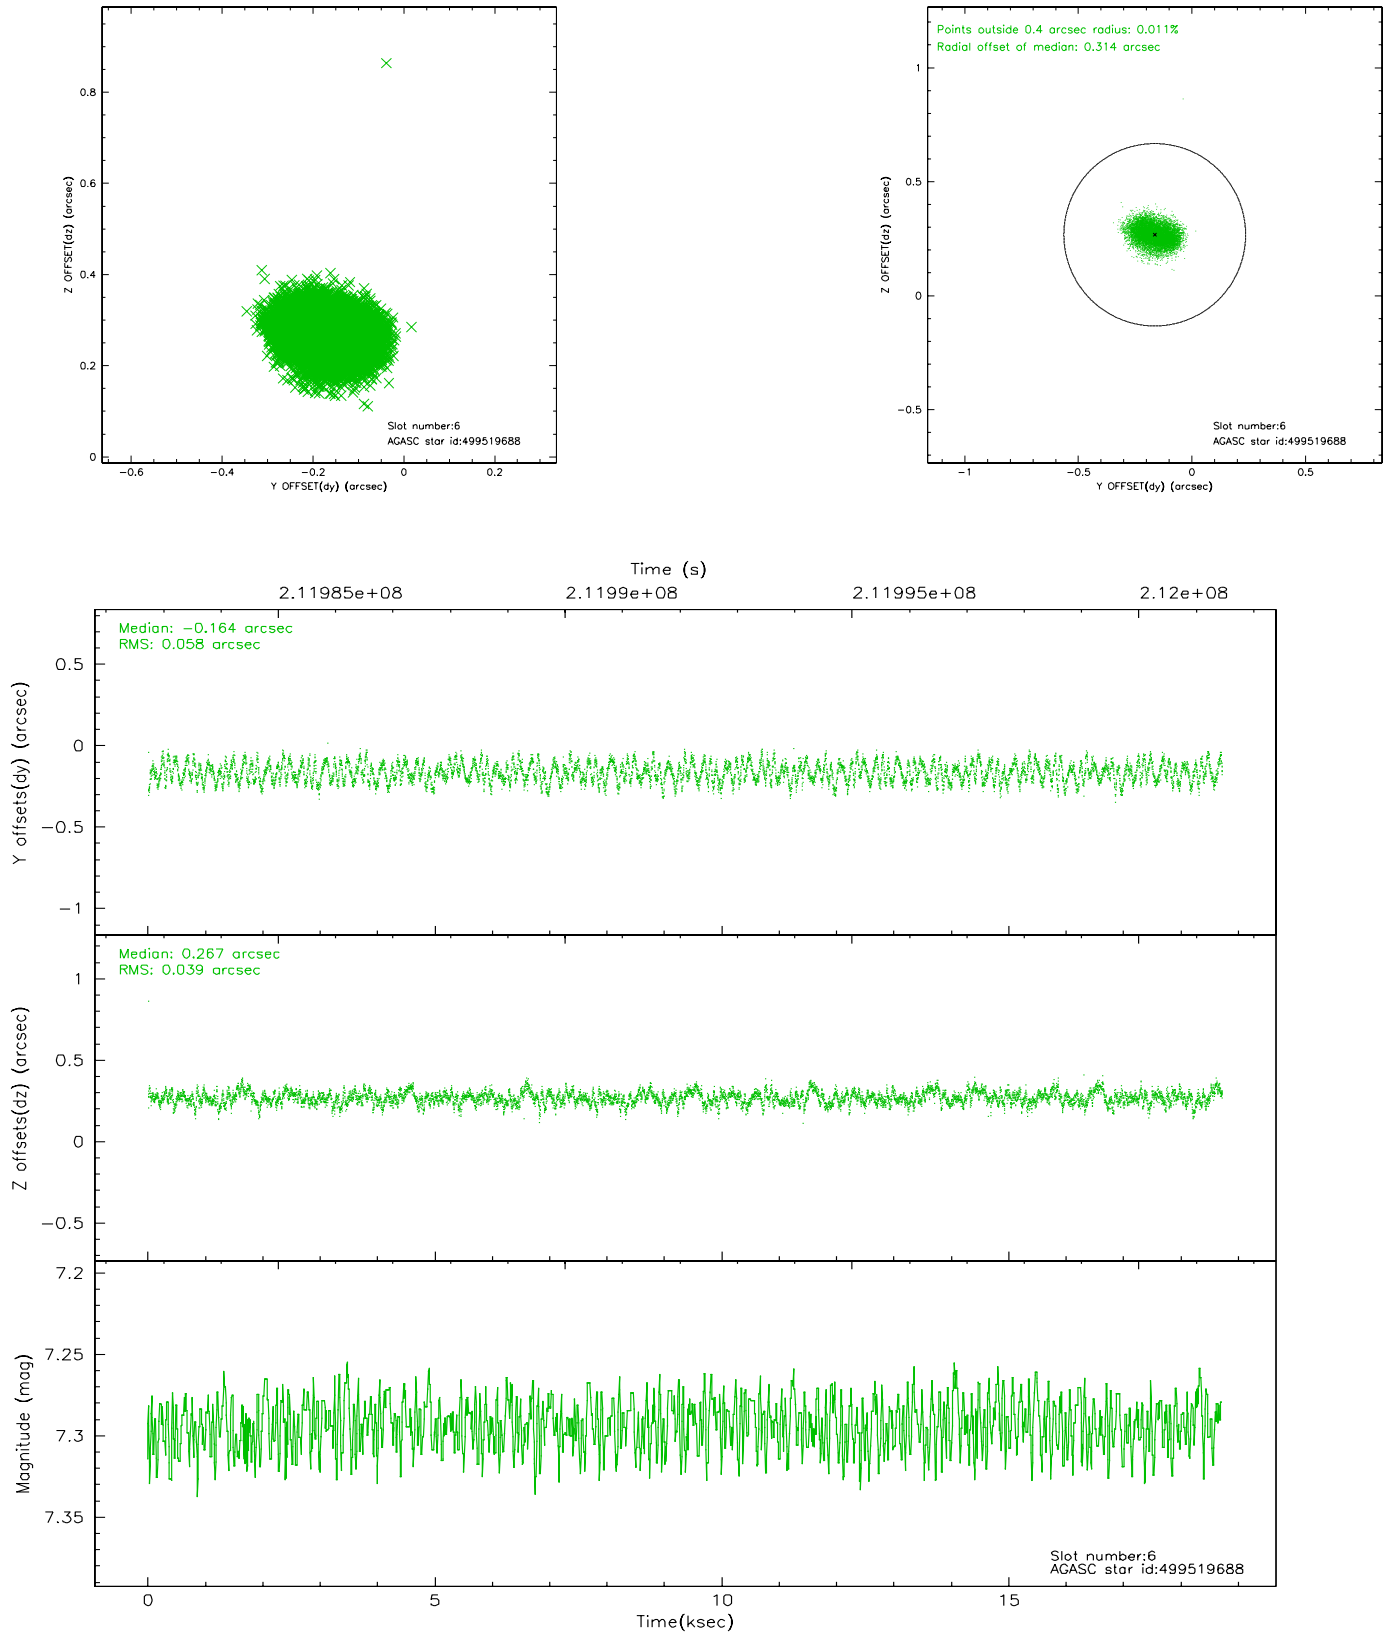 0.8
0.6
0.4
0.2
0
−0.6
−0.4
−0.2
0
0.2
Z OFFSET(dz) (arcsec)
Y OFFSET(dy) (arcsec)
Slot number:6
AGASC star id:499519688
Points outside 0.4 arcsec radius: 0.011%
Radial offset of median: 0.314 arcsec
1
0.5
0
−0.5
−1
−0.5
0
0.5
Z OFFSET(dz) (arcsec)
Y OFFSET(dy) (arcsec)
Slot number:6
AGASC star id:499519688
Time (s)
2.11985e+08
2.1199e+08
2.11995e+08
2.12e+08
Median: −0.164 arcsec
RMS: 0.058 arcsec
0.5
0
−0.5
−1
Y offsets(dy) (arcsec)
Median: 0.267 arcsec
RMS: 0.039 arcsec
1
0.5
0
−0.5
Z offsets(dz) (arcsec)
7.2
7.25
7.3
7.35
Magnitude (mag)
Slot number:6
AGASC star id:499519688
0
5
10
15
Time(ksec)